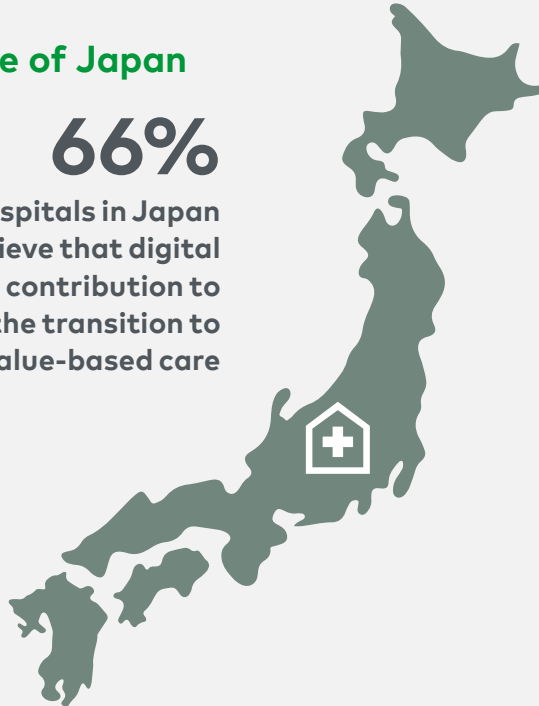 e of Japan
66%
spitals in Japan
ieve that digital
contribution to
the transition to
alue-based care